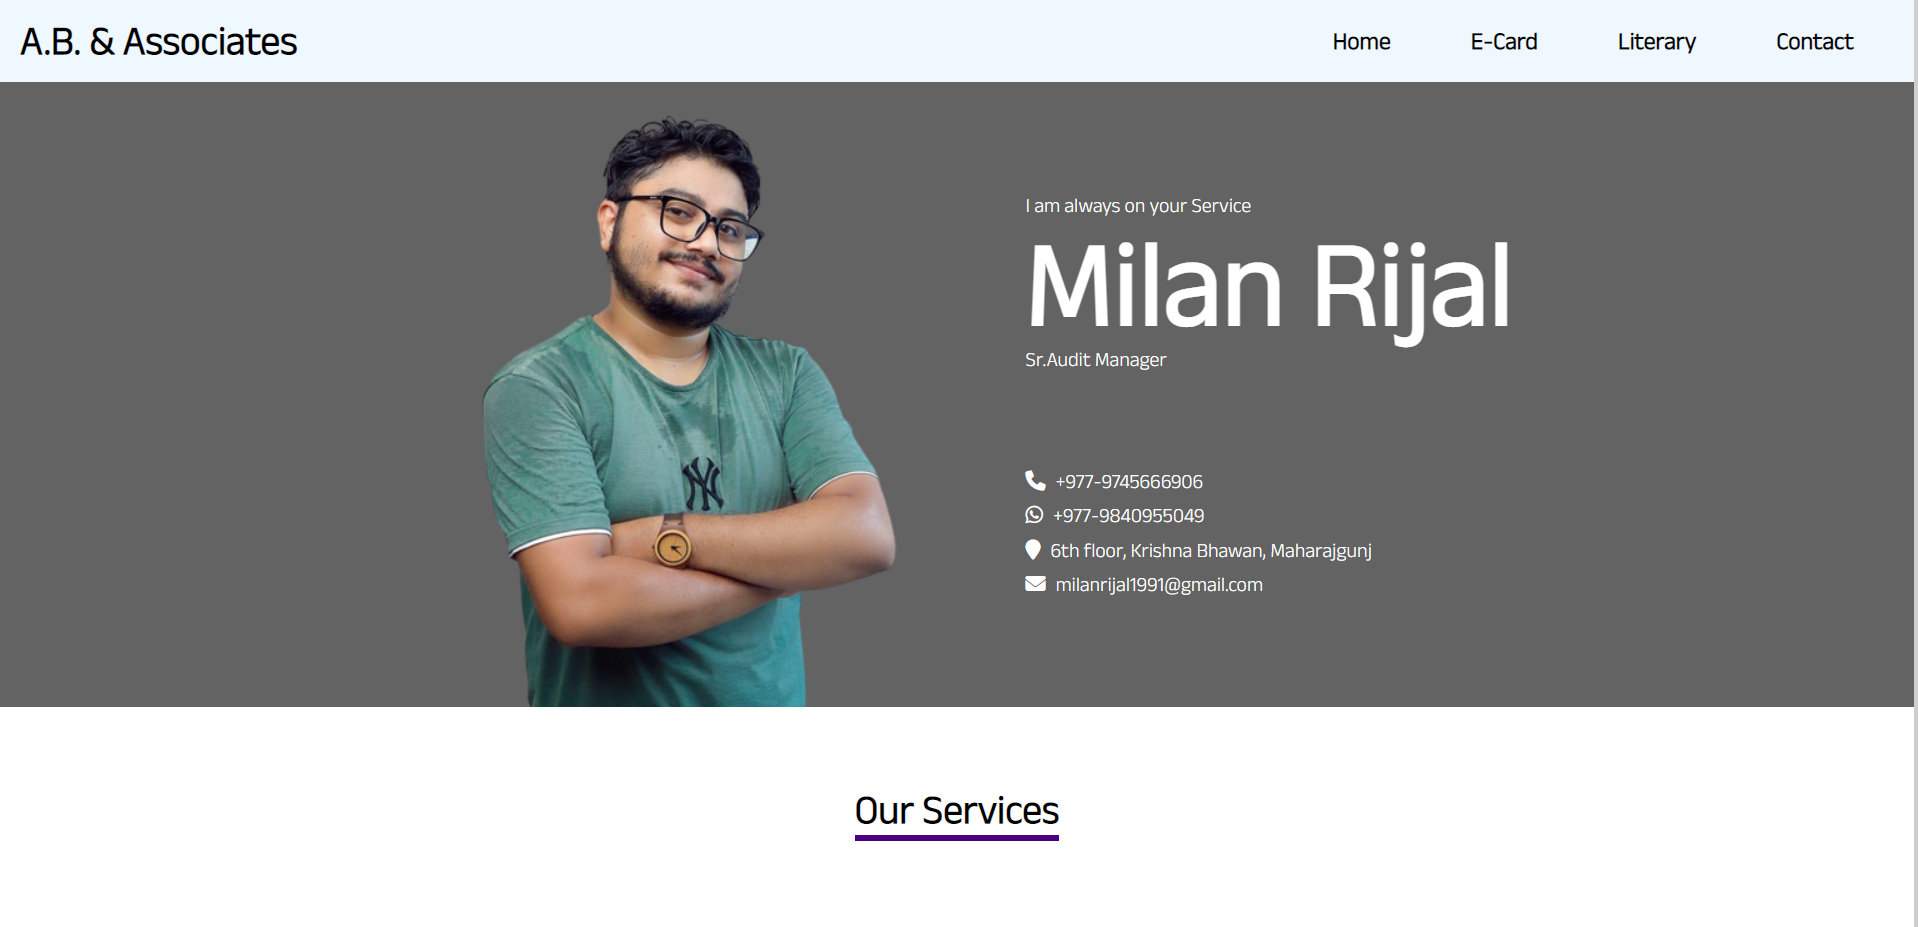 A.B. & Associates
Home
E-Card
Literary
Contact
I am always on your Service
Milan Rijal
Sr.Audit Manager
+977-9745666906
+977-9840955049
6th floor, Krishna Bhawan, Maharajgunj
milanrijal1991@gmail.com
NY
Our Services